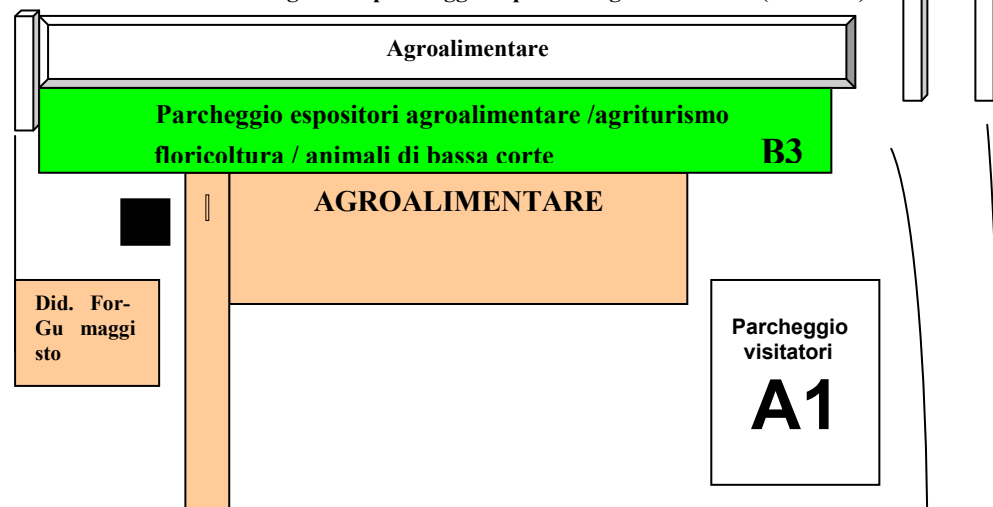 Agroalimentare
Parcheggio espositori agroalimentare /agriturismo
floricoltura / animali di bassa corte B3
AGROALIMENTARE
Did. For-
Gu maggi
sto
Parcheggio
visitatori
A1